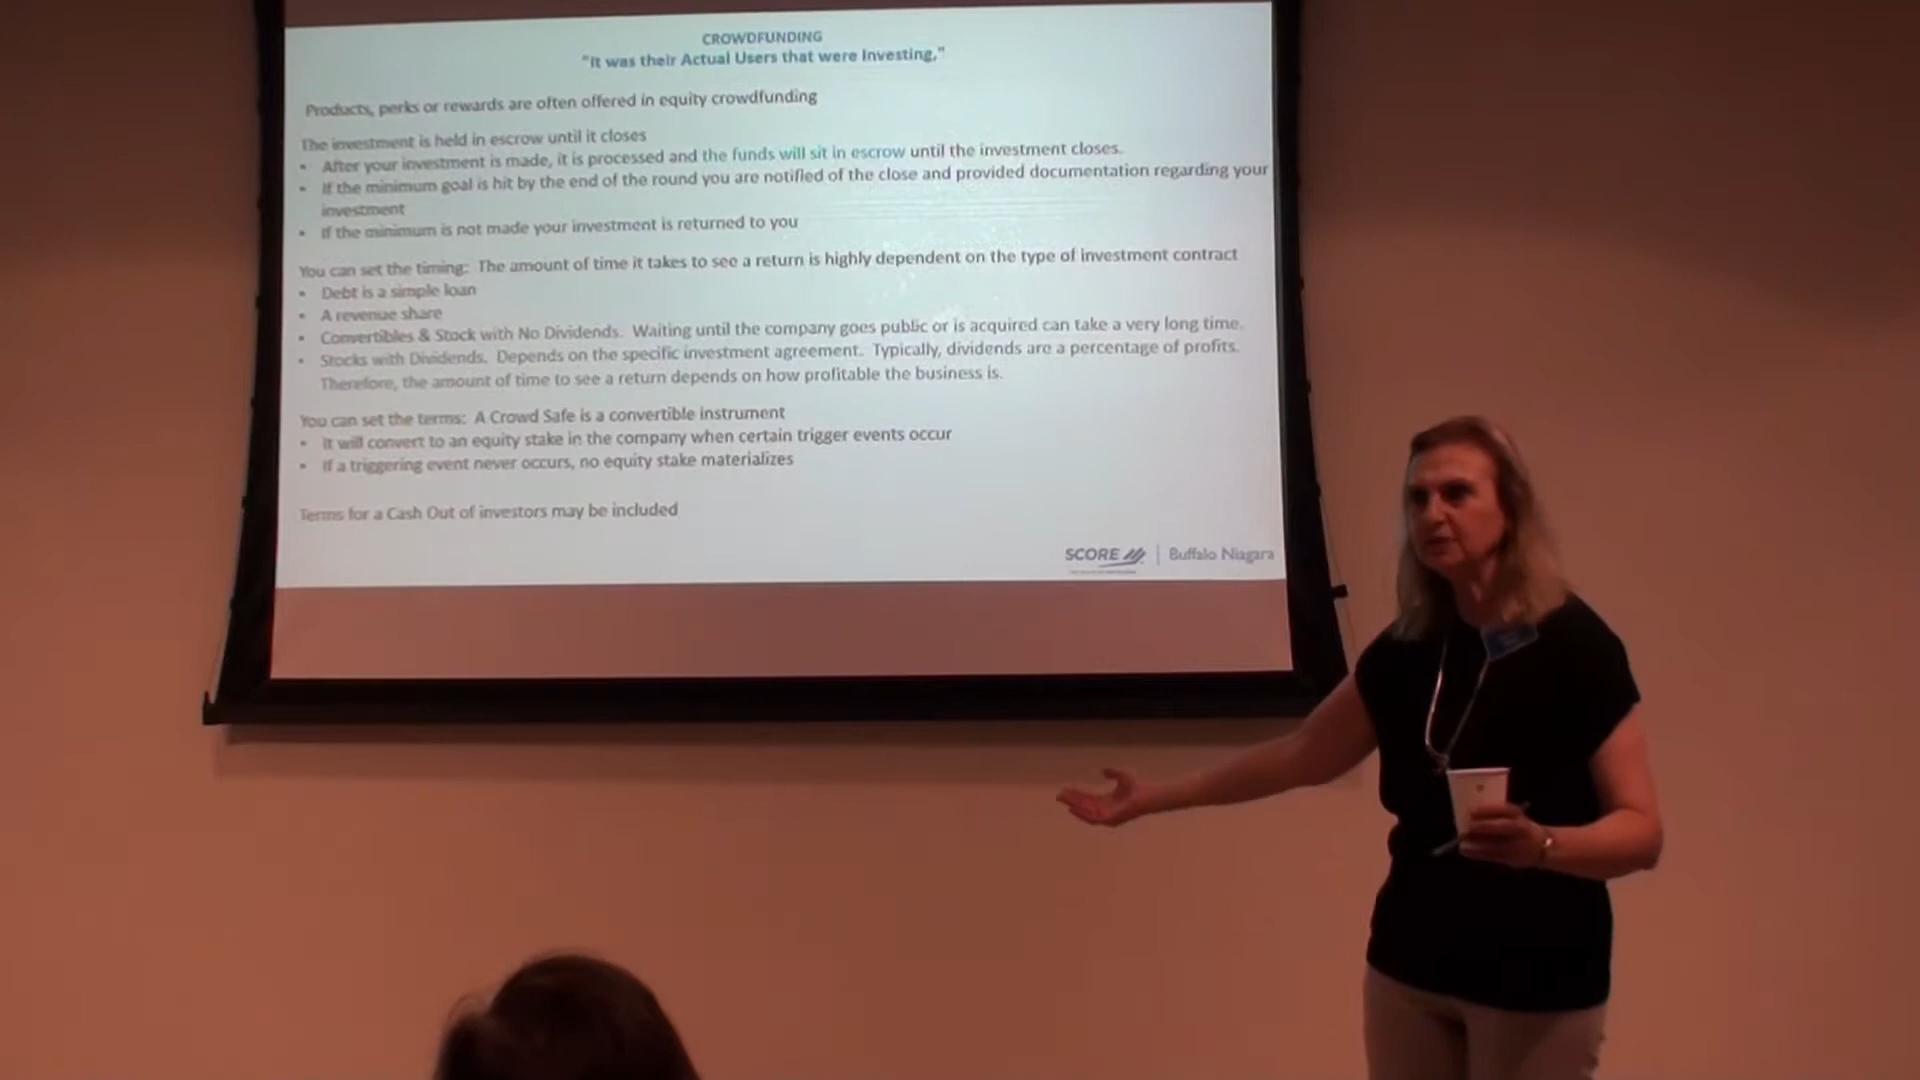 CROWDFUNDING
"It was their Actual Users that were Investing,"
Products, perks or rewards are often offered in equity crowdfunding
The investment is held in escrow until it closes
• After your investment is made, it is processed and the funds will sit in escrow until the investment closes.
• If the minimum goal is hit by the end of the round you are notified of the close and provided documentation regarding your
investment
• If the minimum is not made your investment is returned to you
You can set the timing: The amount of time it takes to see a return is highly dependent on the type of investment contract
• Debt is a simple loan
• A revenue share
• Convertibles & Stock with No Dividends. Waiting until the company goes public or is acquired can take a very long time.
• Stocks with Dividends. Depends on the specific investment agreement. Typically, dividends are a percentage of profits.
Therefore, the amount of time to see a return depends on how profitable the business is.
You can set the terms: A Crowd Safe is a convertible instrument
• It will convert to an equity stake in the company when certain trigger events occur
• If a triggering event never occurs, no equity stake materializes
Terms for a Cash Out of investors may be included
SCORE | Buffalo Niagara